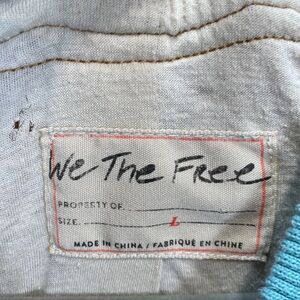 We The Free
PROPERTY OF
SIZE L
MADE IN CHINA / FABRIQUÉ EN CHINE